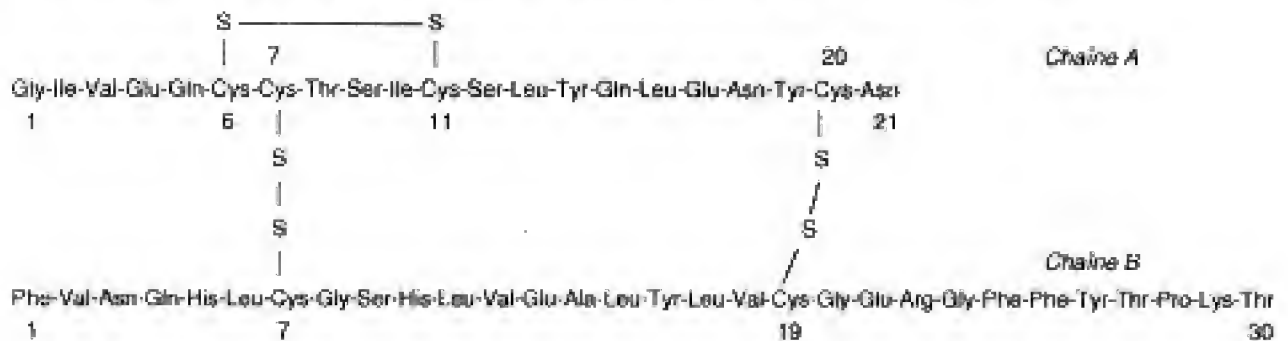 S S
7 20 Chaîne A
Gly-Ile-Val-Glu-Gln-Cys-Cys-Thr-Ser-Ile-Cys-Ser-Leu-Tyr-Gln-Leu-Glu-Asn-Tyr-Cys-Asn
1 6 11 21
S S
S S
Chaîne B
Phe-Val-Asn-Gln-His-Leu-Cys-Gly-Ser-His-Leu-Val-Glu-Ala-Leu-Tyr-Leu-Val-Cys-Gly-Glu-Arg-Gly-Phe-Phe-Tyr-Thr-Pro-Lys-Thr
1 7 19 30